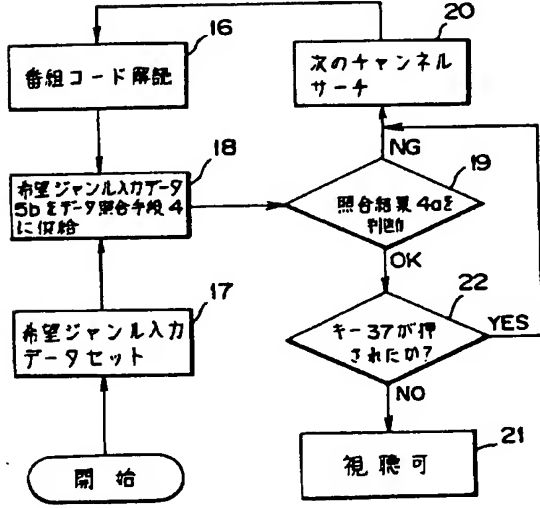 16
番組コード解読
20
次のチャンネル
サーチ
18
希望ジャンル入力データ
5bをデータ照合手段4
に供給
NG
19
照合結果4aを
判断
OK
17
希望ジャンル入力
データセット
22
キー37が押
されたか?
YES
NO
21
視聴可
開始